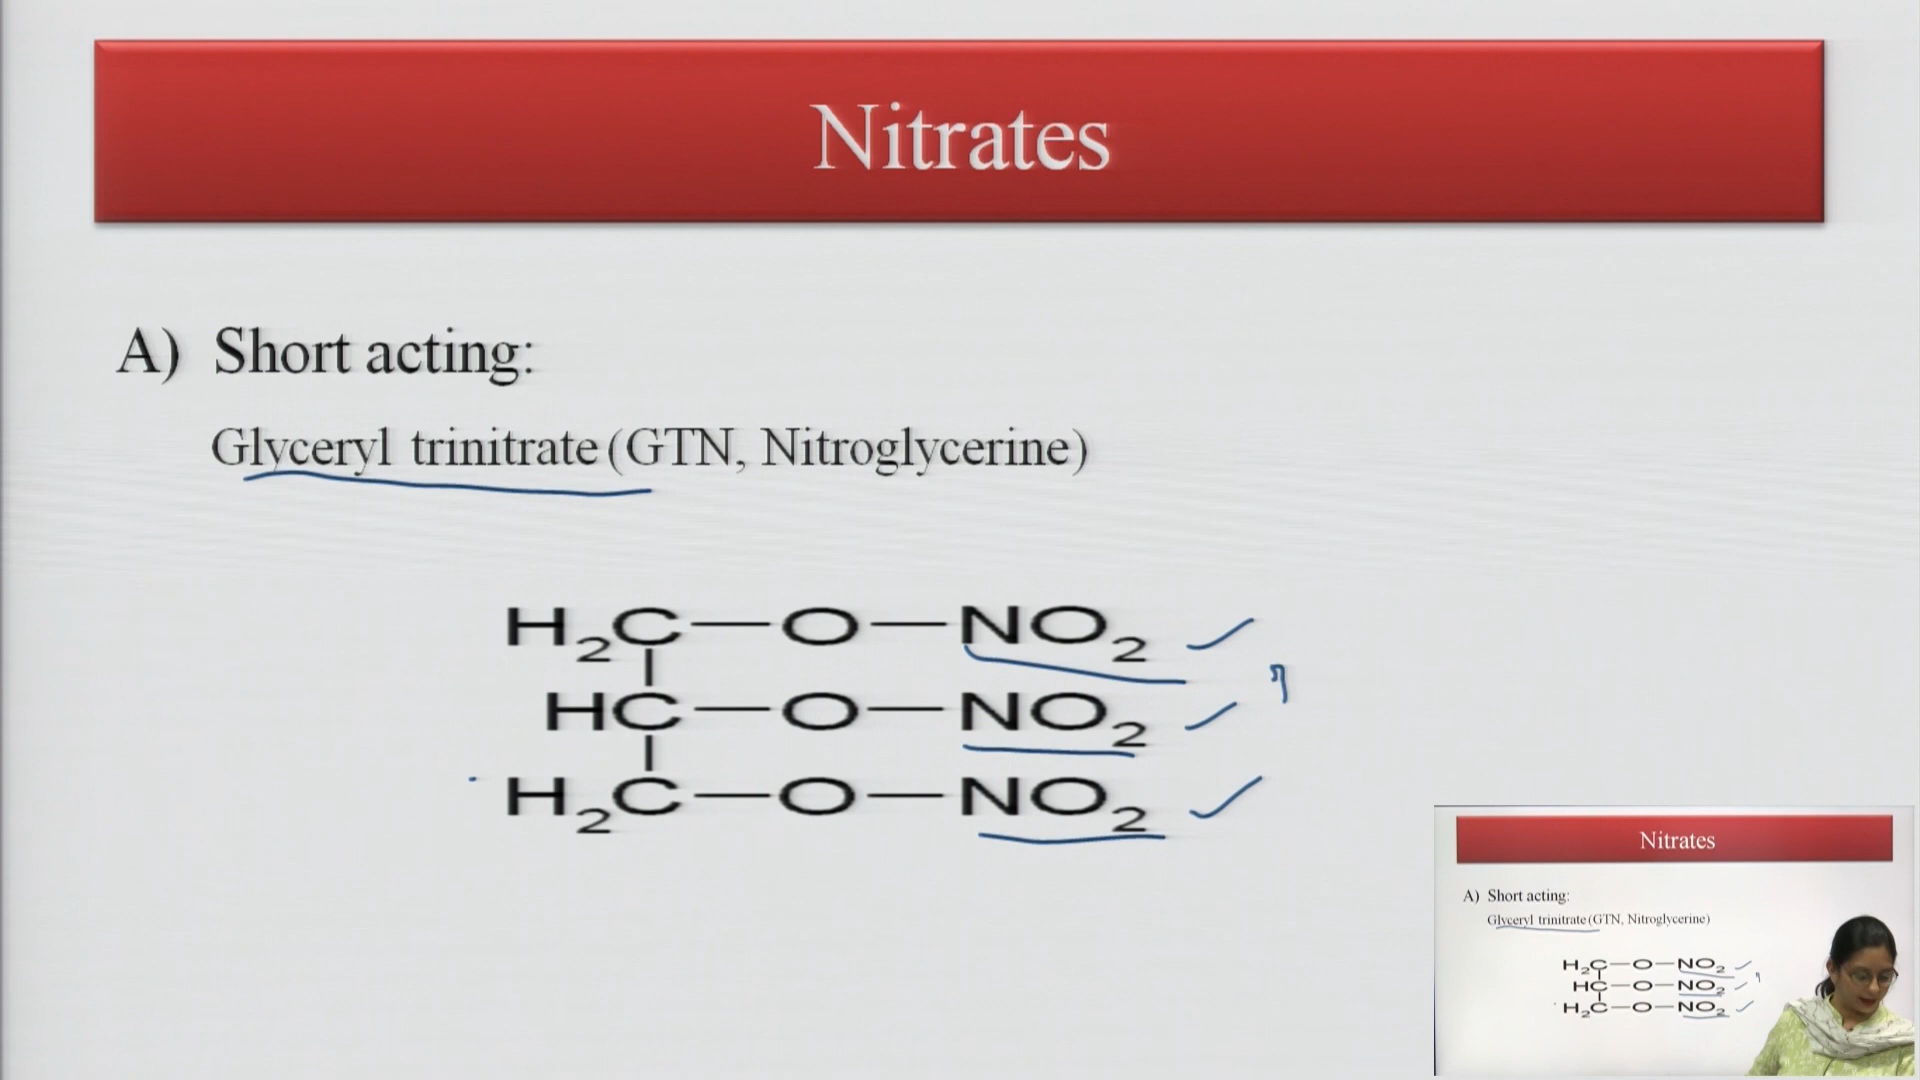 Nitrates
A) Short acting:
Glyceryl trinitrate (GTN, Nitroglycerine)
H₂C—O—NO₂
HC—O—NO₂
H₂C—O—NO₂
Nitrates
A) Short acting:
Glyceryl trinitrate (GTN, Nitroglycerine)
H₂C—O—NO₂
HC—O—NO₂
H₂C—O—NO₂